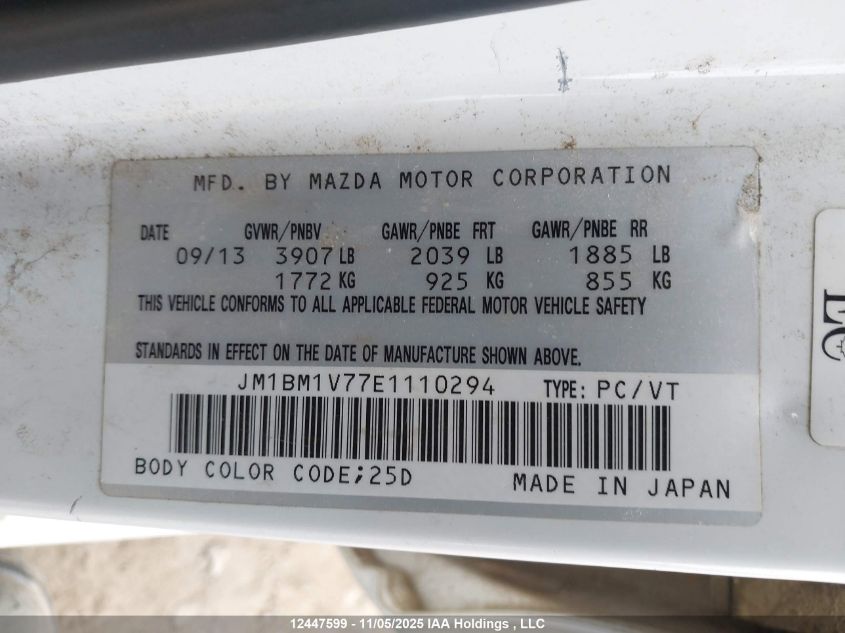 MFD. BY MAZDA MOTOR CORPORATION
DATE GVWR/PNBV GAWR/PNBE FRT GAWR/PNBE RR
09/13 3907 LB 2039 LB 1885 LB
1772 KG 925 KG 855 KG
THIS VEHICLE CONFORMS TO ALL APPLICABLE FEDERAL MOTOR VEHICLE SAFETY
STANDARDS IN EFFECT ON THE DATE OF MANUFACTURE SHOWN ABOVE.
JM1BM1V77E1110294 TYPE: PC/VT
BODY COLOR CODE;25D
MADE IN JAPAN
12447599 - 11/05/2025 IAA Holdings , LLC